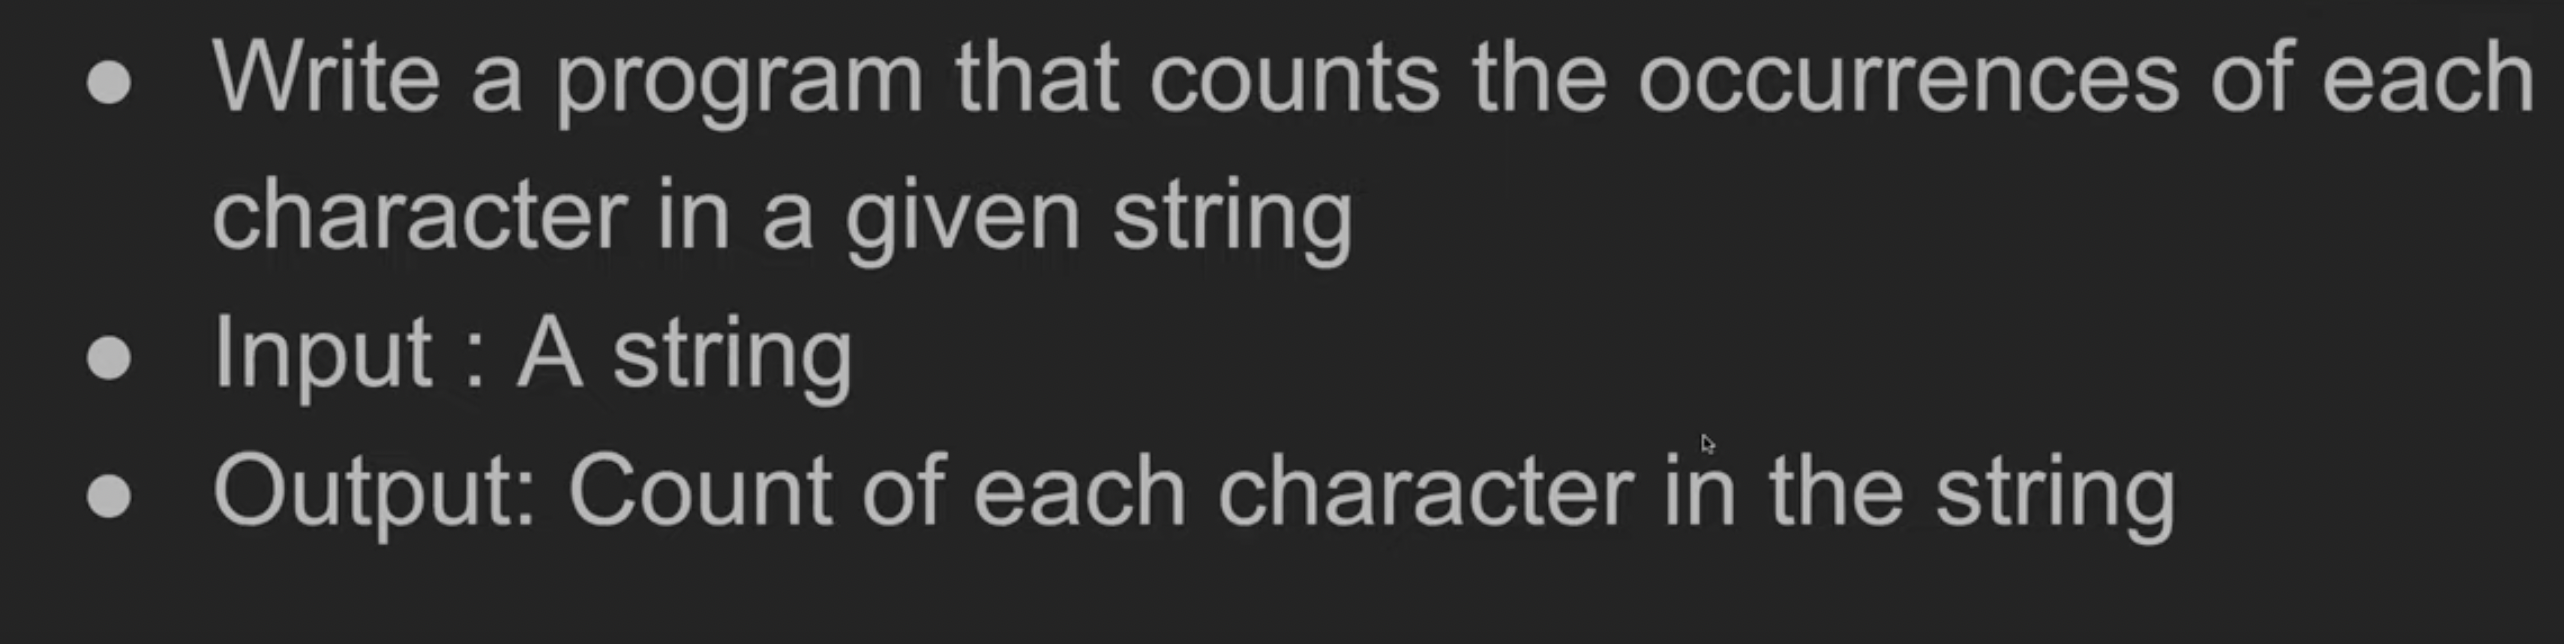 ● Write a program that counts the occurrences of each
character in a given string
● Input : A string
● Output: Count of each character in the string